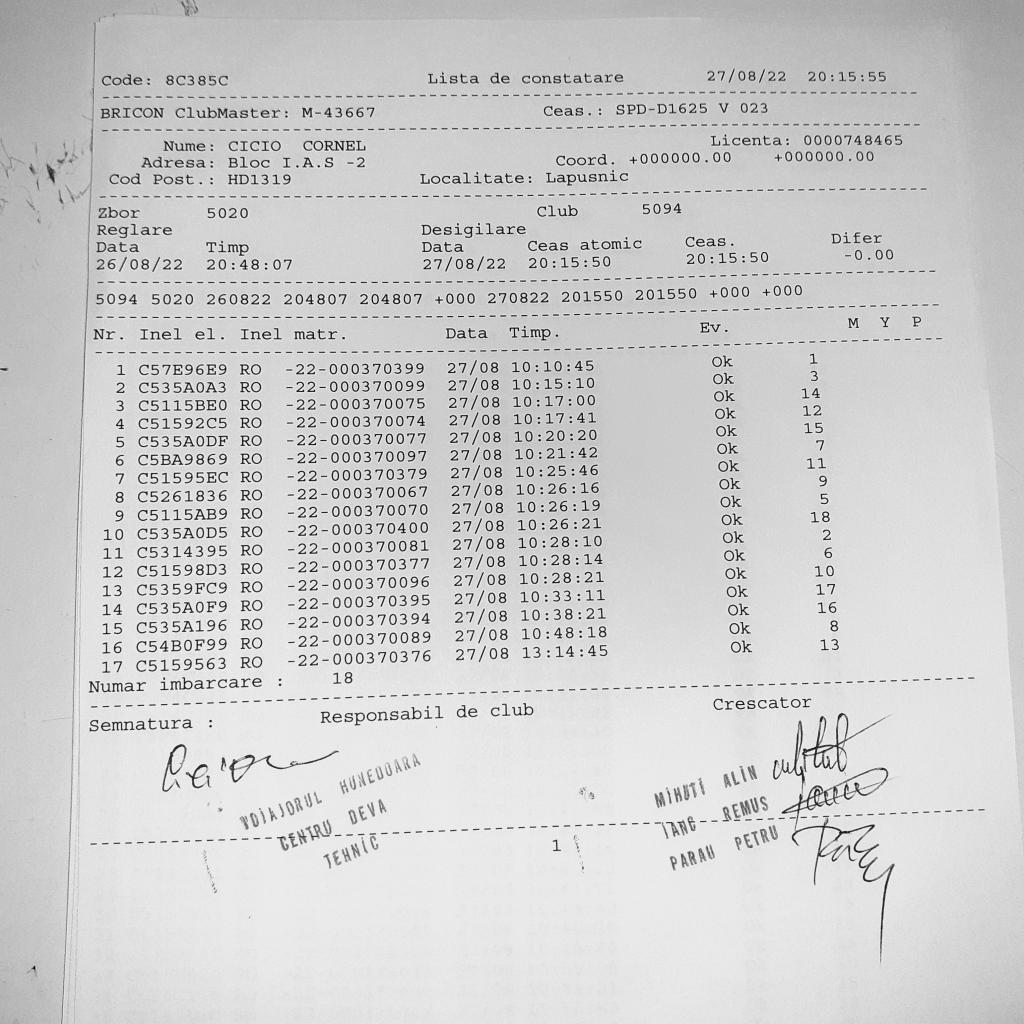 Code: 8C385C Lista de constatare 27/08/22 20:15:55
BRICON ClubMaster: M-43667 Ceas.: SPD-D1625 V 023
Nume: CICIO CORNEL Licenta: 0000748465
Adresa: Bloc I.A.S -2 Coord. +000000.00 +000000.00
Cod Post.: HD1319 Localitate: Lapusnic
Zbor 5020 Club 5094
Reglare Desigilare
Data Timp Data Ceas atomic Ceas. Difer
26/08/22 20:48:07 27/08/22 20:15:50 20:15:50 -0.00
5094 5020 260822 204807 204807 +000 270822 201550 201550 +000 +000
Nr. Inel el. Inel matr. Data Timp. Ev. M Y P
1 C57E96E9 RO -22-000370399 27/08 10:10:45 Ok 1
2 C535A0A3 RO -22-000370099 27/08 10:15:10 Ok 3
3 C5115BE0 RO -22-000370075 27/08 10:17:00 Ok 14
4 C51592C5 RO -22-000370074 27/08 10:17:41 Ok 12
5 C535A0DF RO -22-000370077 27/08 10:20:20 Ok 15
6 C5BA9869 RO -22-000370097 27/08 10:21:42 Ok 7
7 C51595EC RO -22-000370379 27/08 10:25:46 Ok 11
8 C5261836 RO -22-000370067 27/08 10:26:16 Ok 9
9 C5115AB9 RO -22-000370070 27/08 10:26:19 Ok 5
10 C535A0D5 RO -22-000370400 27/08 10:26:21 Ok 18
11 C5314395 RO -22-000370081 27/08 10:28:10 Ok 2
12 C51598D3 RO -22-000370377 27/08 10:28:14 Ok 6
13 C5359FC9 RO -22-000370096 27/08 10:28:21 Ok 10
14 C535A0F9 RO -22-000370395 27/08 10:33:11 Ok 17
15 C535A196 RO -22-000370394 27/08 10:38:21 Ok 16
16 C54B0F99 RO -22-000370089 27/08 10:48:18 Ok 8
17 C5159563 RO -22-000370376 27/08 13:14:45 Ok 13
Numar imbarcare : 18
Semnatura : Responsabil de club Crescator
VOIAJORUL HUNEDOARA
CENTRU DEVA
TEHNIC
MIHUTI ALIN
IANC REMUS
PARAU PETRU
1